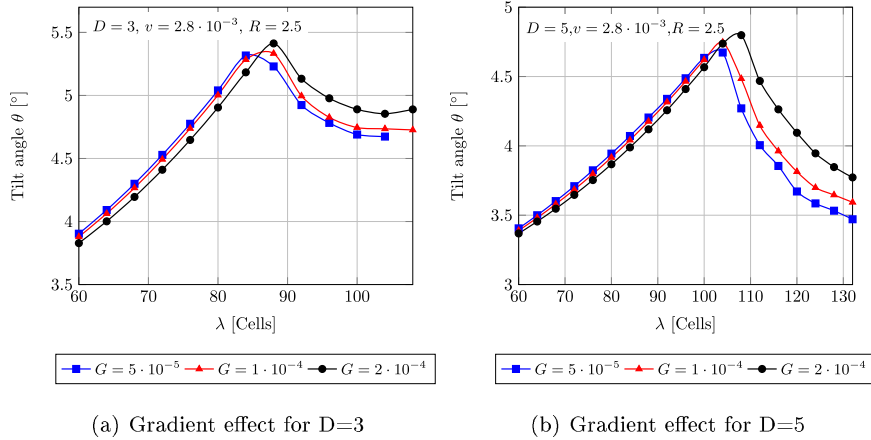 D = 3, v = 2.8 · 10⁻³, R = 2.5
5.5
5
4.5
4
3.5
Tilt angle θ [°]
60 70 80 90 100
λ [Cells]
G = 5 · 10⁻⁵ G = 1 · 10⁻⁴ G = 2 · 10⁻⁴
(a) Gradient effect for D=3
D = 5,v = 2.8 · 10⁻³,R = 2.5
5
4.5
4
3.5
3
Tilt angle θ [°]
60 70 80 90 100 110 120 130
λ [Cells]
G = 5 · 10⁻⁵ G = 1 · 10⁻⁴ G = 2 · 10⁻⁴
(b) Gradient effect for D=5